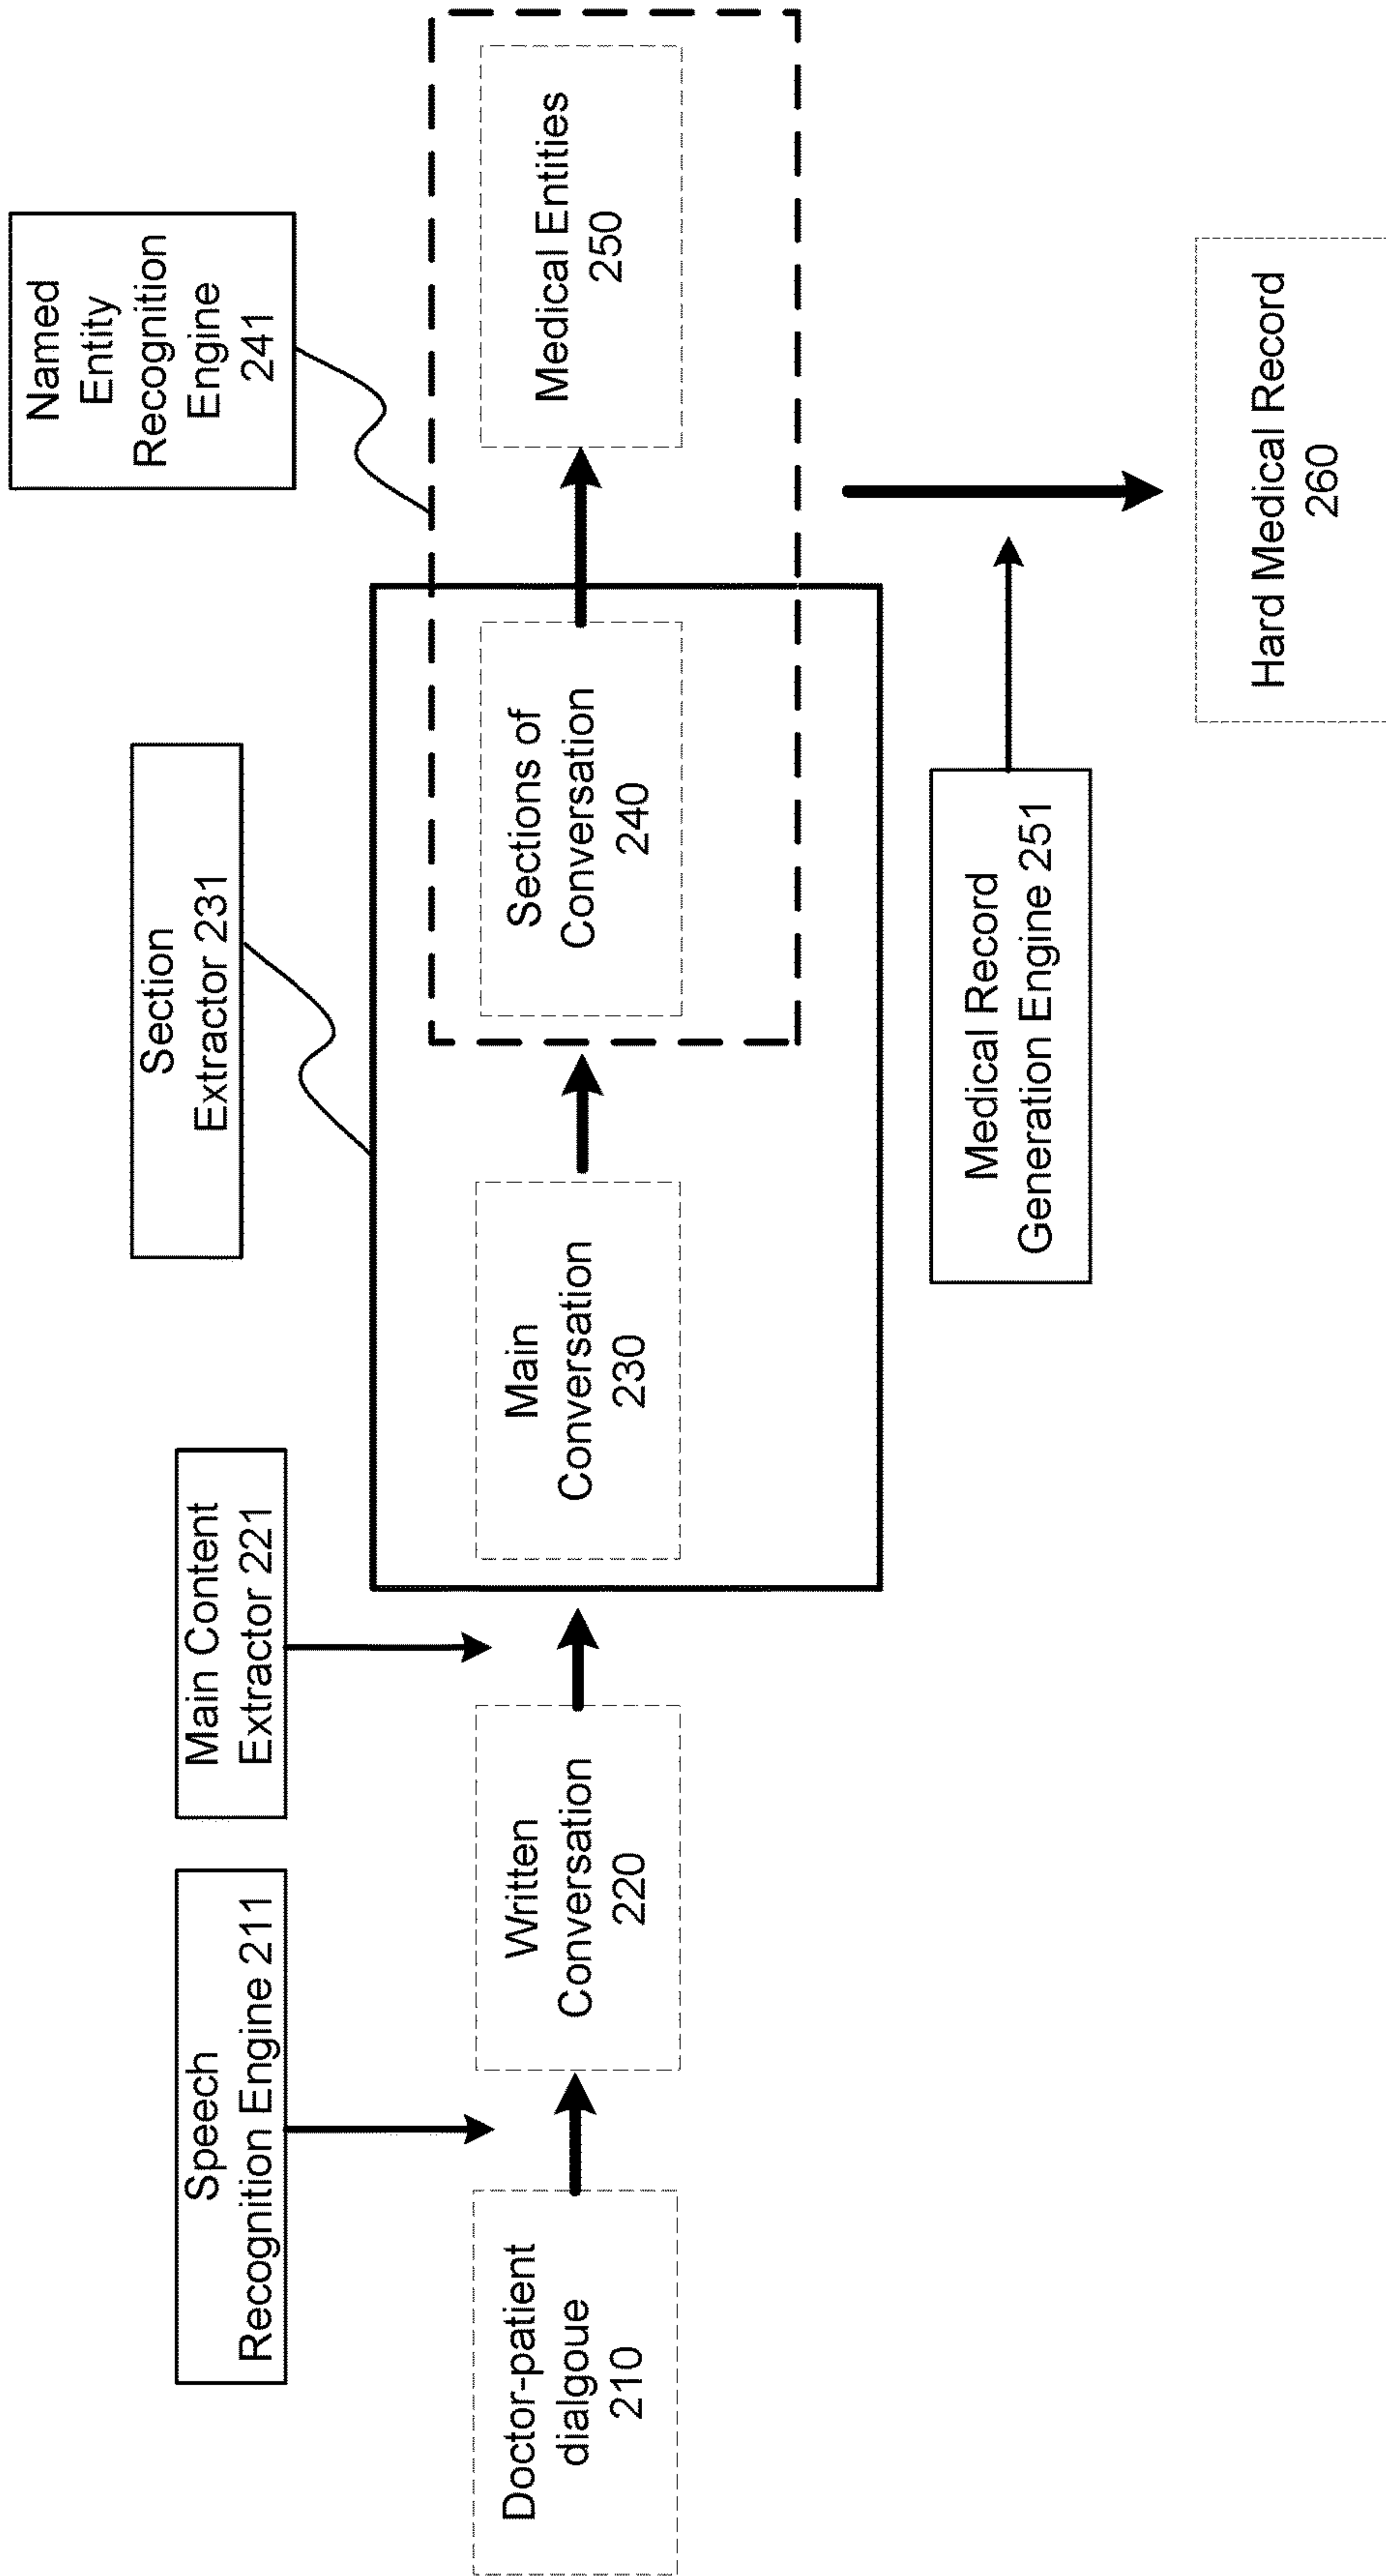 Speech
Recognition Engine 211
Main Content
Extractor 221
Section
Extractor 231
Named
Entity
Recognition
Engine
241
Doctor-patient
dialgoue
210
Written
Conversation
220
Main
Conversation
230
Sections of
Conversation
240
Medical Entities
250
Medical Record
Generation Engine 251
Hard Medical Record
260